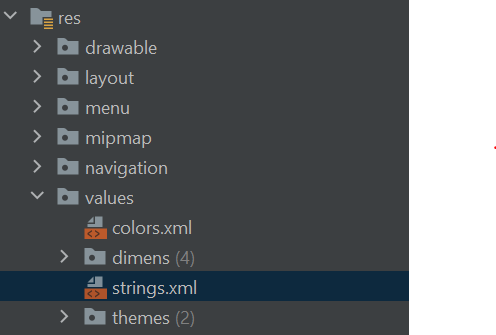 res
drawable
layout
menu
mipmap
navigation
values
colors.xml
dimens (4)
strings.xml
themes (2)